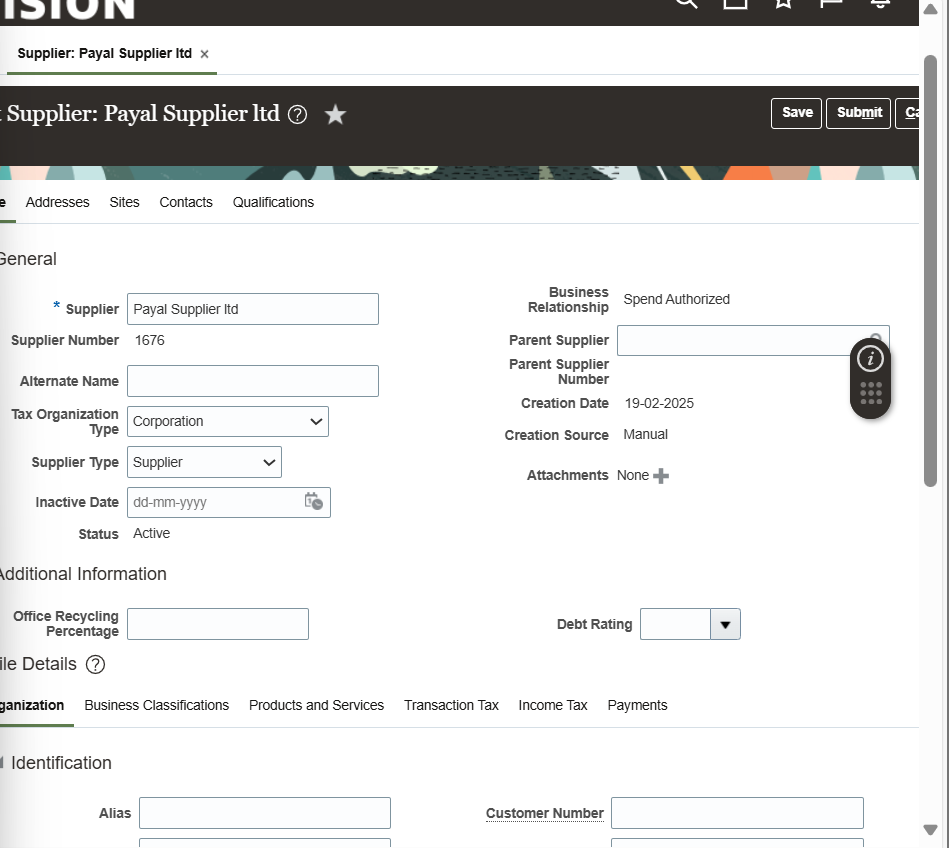 ISION
Supplier: Payal Supplier ltd ×
Supplier: Payal Supplier ltd ?
Save Submit Ca
e Addresses Sites Contacts Qualifications
General
* Supplier Payal Supplier ltd
Supplier Number 1676
Alternate Name
Tax Organization
Type Corporation
Supplier Type Supplier
Inactive Date dd-mm-yyyy
Status Active
Business
Relationship Spend Authorized
Parent Supplier
Parent Supplier
Number
Creation Date 19-02-2025
Creation Source Manual
Attachments None
i
Additional Information
Office Recycling
Percentage
Debt Rating
ile Details ?
ganization Business Classifications Products and Services Transaction Tax Income Tax Payments
Identification
Alias
Customer Number